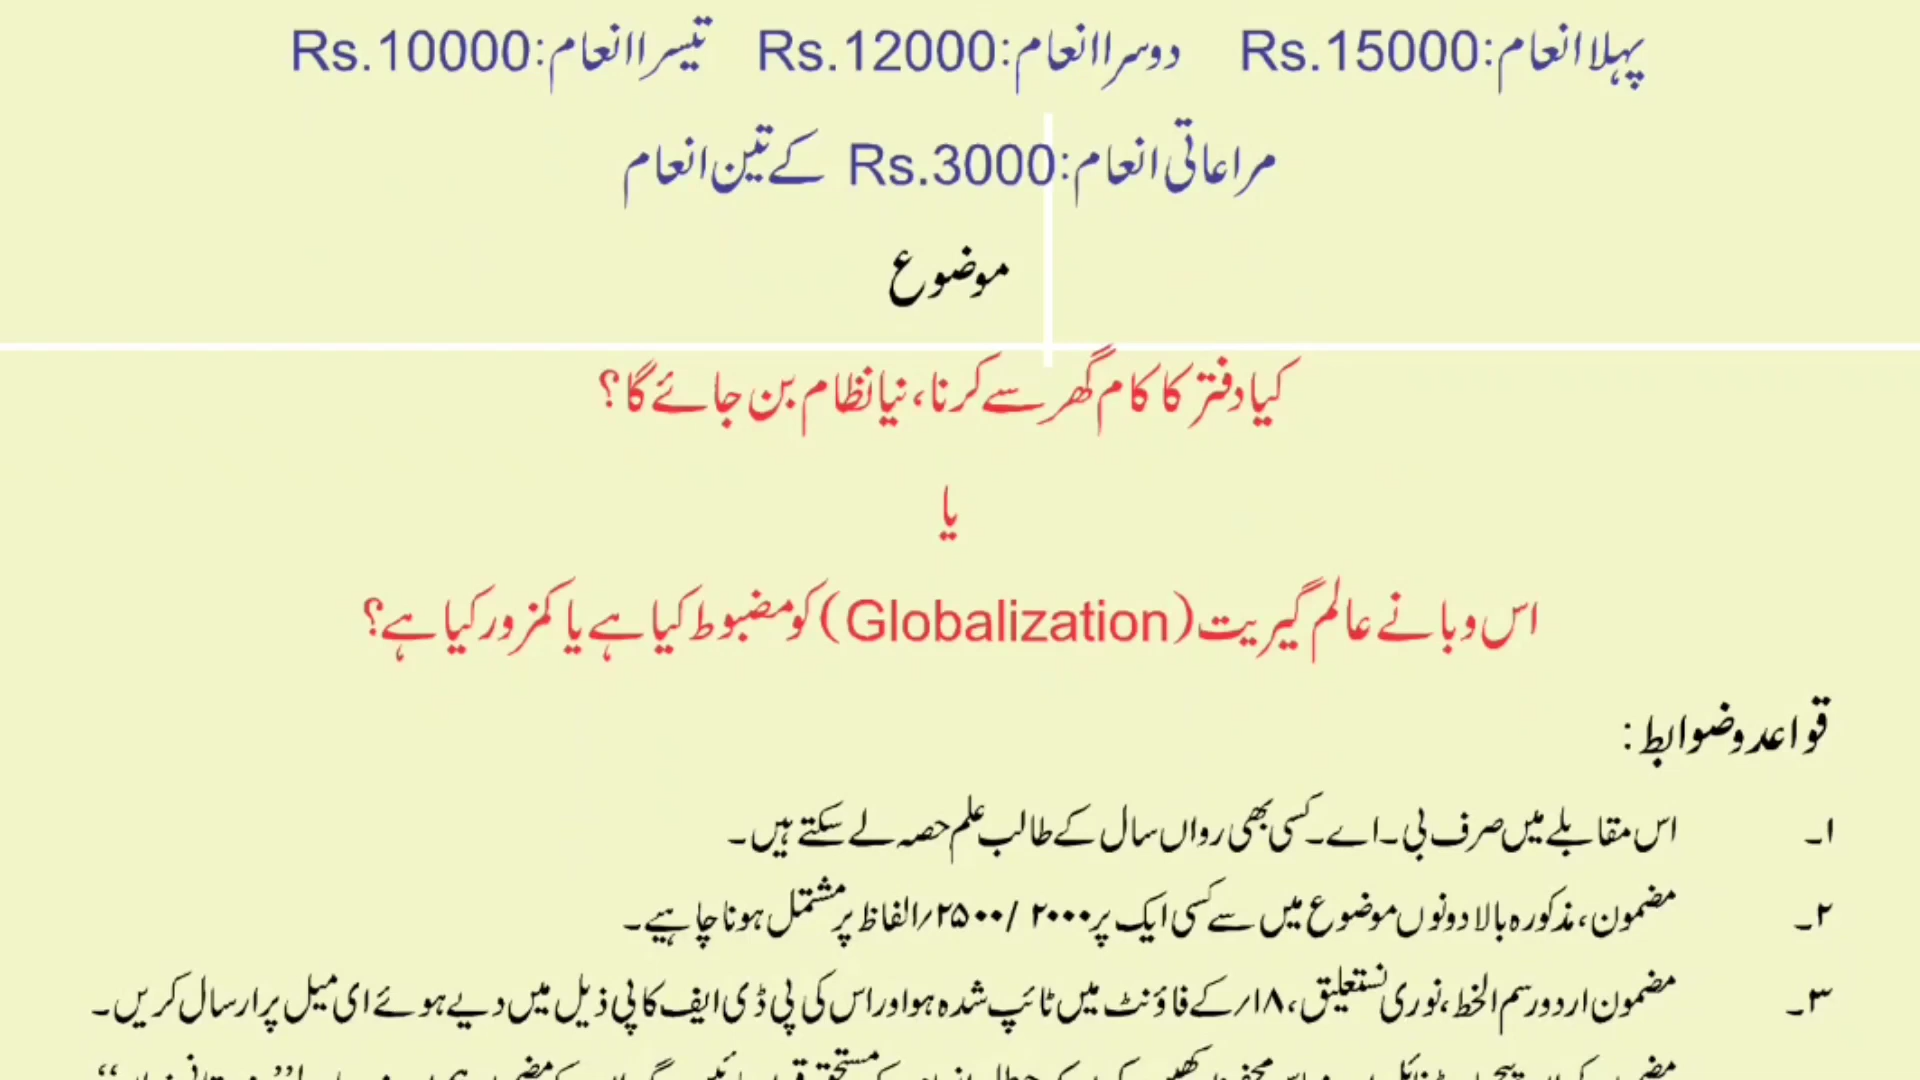 پہلا انعام:Rs.15000 دوسرا انعام:Rs.12000 تیسرا انعام:Rs.10000
مراعاتی انعام:Rs.3000 کے تین انعام
موضوع
کیا دفتر کا کام گھر سے کرنا، نیا نظام بن جائے گا؟
یا
اس وبا نے عالم گیریت (Globalization) کو مضبوط کیا ہے یا کمزور کیا ہے؟
قواعد و ضوابط:
۱۔ اس مقابلے میں صرف بی۔اے۔ کسی بھی رواں سال کے طالب علم حصہ لے سکتے ہیں۔
۲۔ مضمون، مذکورہ بالا دونوں موضوع میں سے کسی ایک پر ۲۰۰۰ / ۲۵۰۰؍ الفاظ پر مشتمل ہونا چاہیے۔
۳۔ مضمون اردو رسم الخط، نوری نستعلیق، ۱۸؍ کے فاؤنٹ میں ٹائپ شدہ ہو اور اس کی پی ڈی ایف کاپی ذیل میں دیے ہوئے ای میل پر ارسال کریں۔